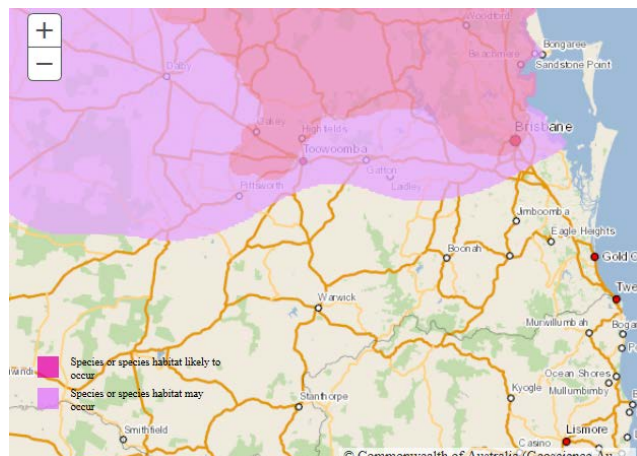 +
−
Woodford
Bongaree
Beachmere
Sandstone Point
Dalby
Oakey
Highfields
Brisbane
Toowoomba
Gatton
Laidley
Pittsworth
Jimboomba
Eagle Heights
Boonah
Gold C
Twe
Warwick
Murwillumbah
Bogan
Species or species habitat likely to
occur
Species or species habitat may
occur
Ocean Shores
Mullumbimby
Kyogle
Stanthorpe
Smithfield
Lismore
Casino
© Commonwealth of Australia (Geoscience Au